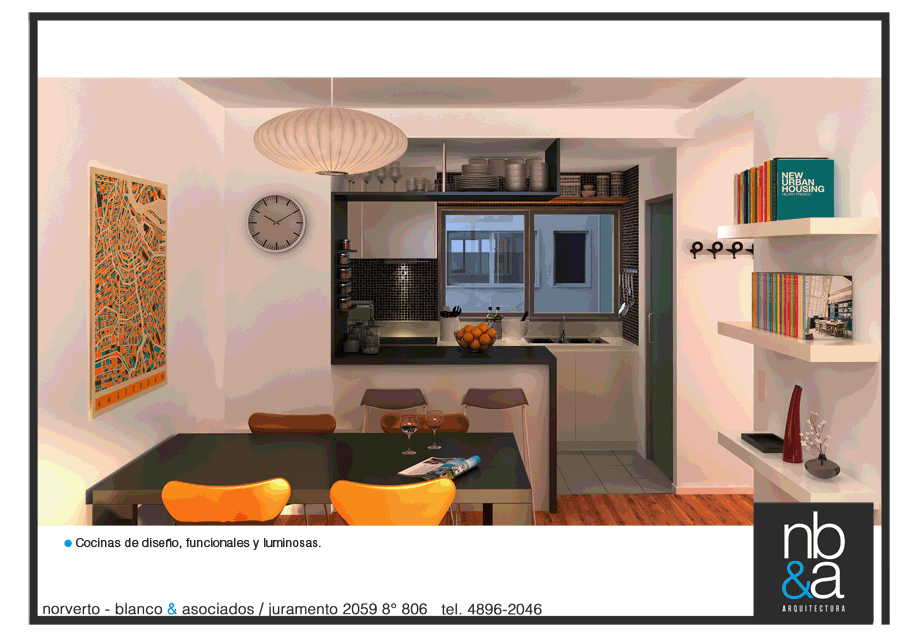 NEW
URBAN
HOUSING
● Cocinas de diseño, funcionales y luminosas.
norverto - blanco & asociados / juramento 2059 8° 806 tel. 4896-2046
nb
&a
ARQUITECTURA